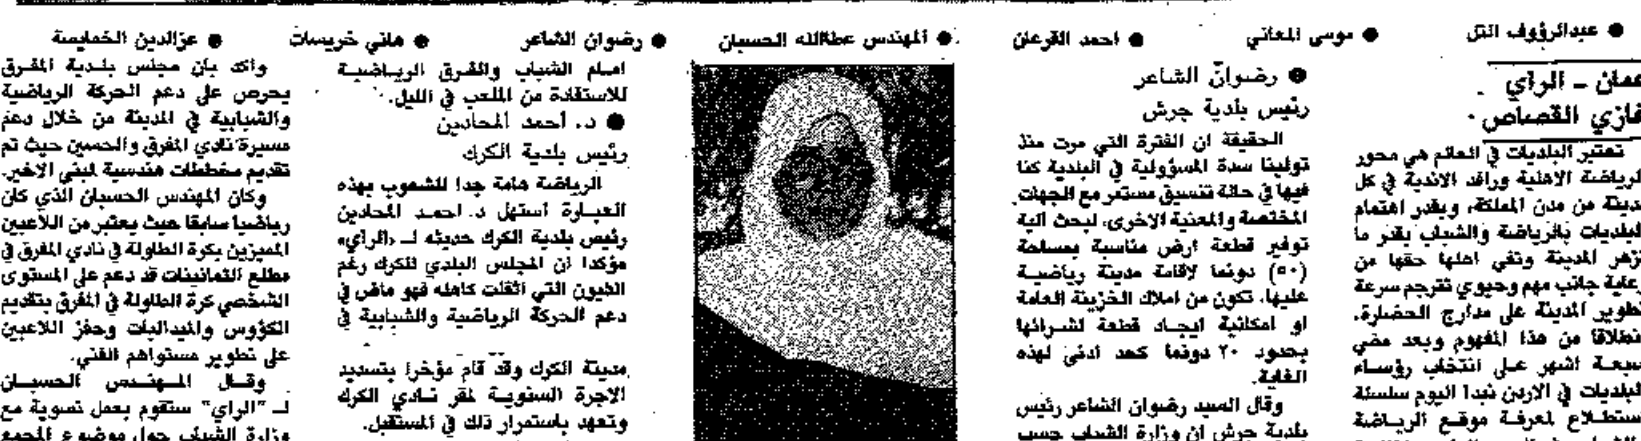 ● عبدالرؤوف التل
● موسى المعاني
● احمد القرعان
● المهندس عطاالله الحسبان
● رضوان الشاعر
● هاني خريسات
● عزالدين الخمايسة
عمان ـ الرأي
غازي القصاص
تعتبر البلديات في العالم هي محور
الرياضة الاهلية ورافد الاندية في كل
مدينة من مدن المملكة، وبقدر اهتمام
البلديات بالرياضة والشباب بقدر ما
تزهر المدينة وتفي اهلها حقها من
رعاية جانب مهم وحيوي تترجم سرعة
تطوير المدينة على مدارج الحضارة.
انطلاقا من هذا المفهوم وبعد مضي
سبعة اشهر على انتخاب رؤساء
البلديات في الاردن نبدا اليوم سلسلة
استطلاع لمعرفة موقع الرياضة
● رضوان الشاعر
رئيس بلدية جرش
الحقيقة ان الفترة التي مرت منذ
تولينا سدة المسؤولية في البلدية كنا
فيها في حالة تنسيق مستمر مع الجهات
المختصة والمعنية الاخرى، لبحث الية
توفير قطعة ارض مناسبة بمساحة
(٥٠) دونما لاقامة مدينة رياضية
عليها، تكون من املاك الخزينة العامة
او امكانية ايجاد قطعة لشرائها
بحدود ٢٠ دونما كحد ادنى لهذه
الغاية.
وقال السيد رضوان الشاعر رئيس
بلدية جرش ان وزارة الشباب حسب
امام الشباب والفرق الرياضية
للاستفادة من الملعب في الليل.
● د. أحمد المحادين
رئيس بلدية الكرك
الرياضة هامة جدا للشعوب بهذه
العبارة استهل د. احمد المحادين
رئيس بلدية الكرك حديثه لـ «الرأي»
مؤكدا ان المجلس البلدي للكرك رغم
الديون التي اثقلت كاهله فهو ماض في
دعم الحركة الرياضية والشبابية في
مدينة الكرك وقد قام مؤخرا بتسديد
الاجرة السنوية لمقر نادي الكرك
وتعهد باستمرار ذلك في المستقبل.
واكد بان مجلس بلدية المفرق
يحرص على دعم الحركة الرياضية
والشبابية في المدينة من خلال دعم
مسيرة نادي المفرق والحسين حيث تم
تقديم مخططات هندسية لمبنى الاخير.
وكان المهندس الحسبان الذي كان
رياضيا سابقا حيث يعتبر من اللاعبين
المميزين بكرة الطاولة في نادي المفرق في
مطلع الثمانينات قد دعم على المستوى
الشخصي كرة الطاولة في المفرق بتقديم
الكؤوس والميداليات وحفز اللاعبين
على تطوير مستواهم الفني.
وقال المهندس الحسبان
لـ "الرأي" سنقوم بعمل تسوية مع
وزارة الشباب حول موضوع المجمع